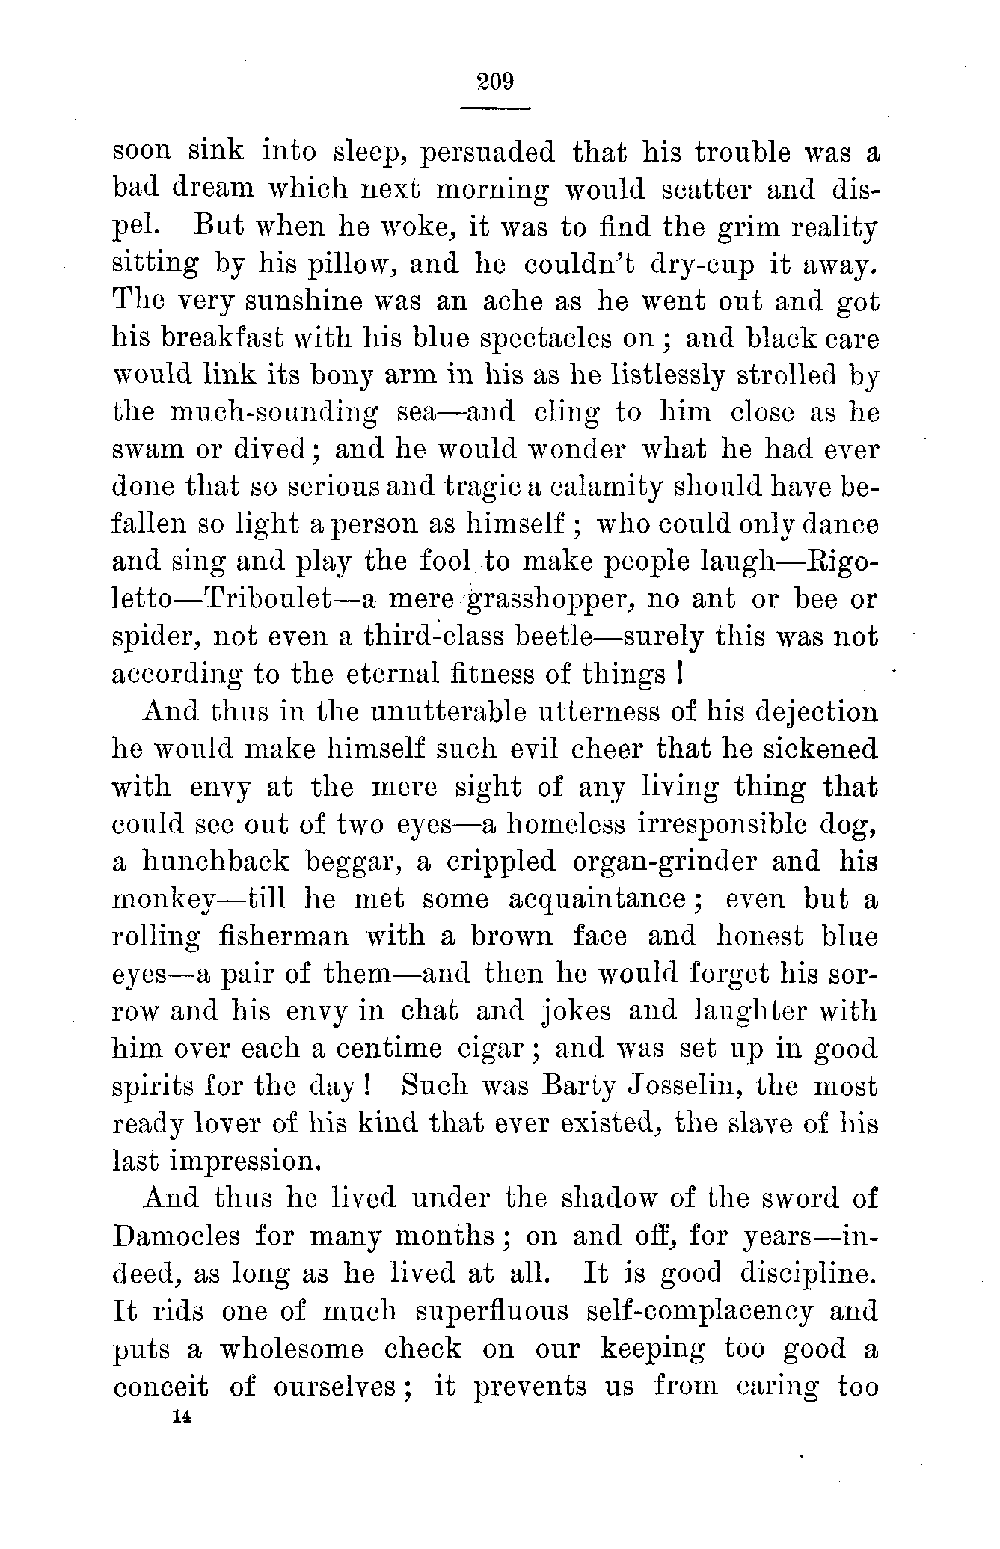 209
soon sink into sleep, persuaded that his trouble was a
bad dream which next morning would scatter and dis-
pel. But when he woke, it was to find the grim reality
sitting by his pillow, and he couldn't dry-cup it away.
The very sunshine was an ache as he went out and got
his breakfast with his blue spectacles on ; and black care
would link its bony arm in his as he listlessly strolled by
the much-sounding sea—and cling to him close as he
swam or dived ; and he would wonder what he had ever
done that so serious and tragic a calamity should have be-
fallen so light a person as himself ; who could only dance
and sing and play the fool to make people laugh—Rigo-
letto—Triboulet—a mere grasshopper, no ant or bee or
spider, not even a third-class beetle—surely this was not
according to the eternal fitness of things !
And thus in the unutterable utterness of his dejection
he would make himself such evil cheer that he sickened
with envy at the mere sight of any living thing that
could see out of two eyes—a homeless irresponsible dog,
a hunchback beggar, a crippled organ-grinder and his
monkey—till he met some acquaintance ; even but a
rolling fisherman with a brown face and honest blue
eyes—a pair of them—and then he would forget his sor-
row and his envy in chat and jokes and laughter with
him over each a centime cigar ; and was set up in good
spirits for the day ! Such was Barty Josselin, the most
ready lover of his kind that ever existed, the slave of his
last impression.
And thus he lived under the shadow of the sword of
Damocles for many months ; on and off, for years—in-
deed, as long as he lived at all. It is good discipline.
It rids one of much superfluous self-complacency and
puts a wholesome check on our keeping too good a
conceit of ourselves ; it prevents us from caring too
14